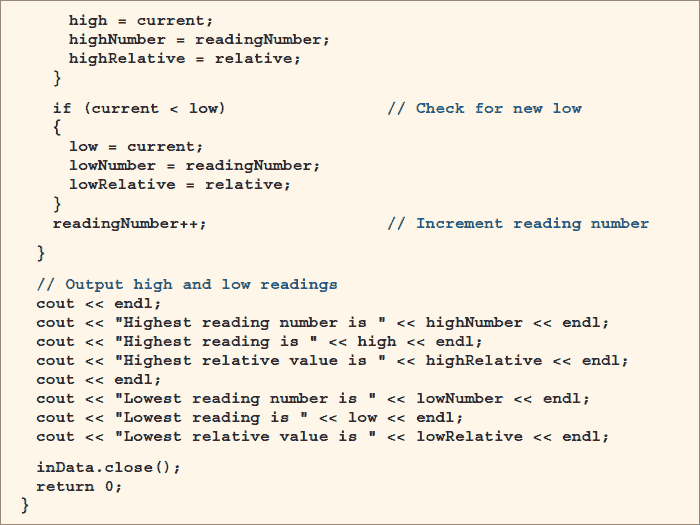 high = current;
highNumber = readingNumber;
highRelative = relative;
}
if (current < low) // Check for new low
{
low = current;
lowNumber = readingNumber;
lowRelative = relative;
}
readingNumber++; // Increment reading number
}
// Output high and low readings
cout << endl;
cout << "Highest reading number is " << highNumber << endl;
cout << "Highest reading is " << high << endl;
cout << "Highest relative value is " << highRelative << endl;
cout << endl;
cout << "Lowest reading number is " << lowNumber << endl;
cout << "Lowest reading is " << low << endl;
cout << "Lowest relative value is " << lowRelative << endl;
inData.close();
return 0;
}